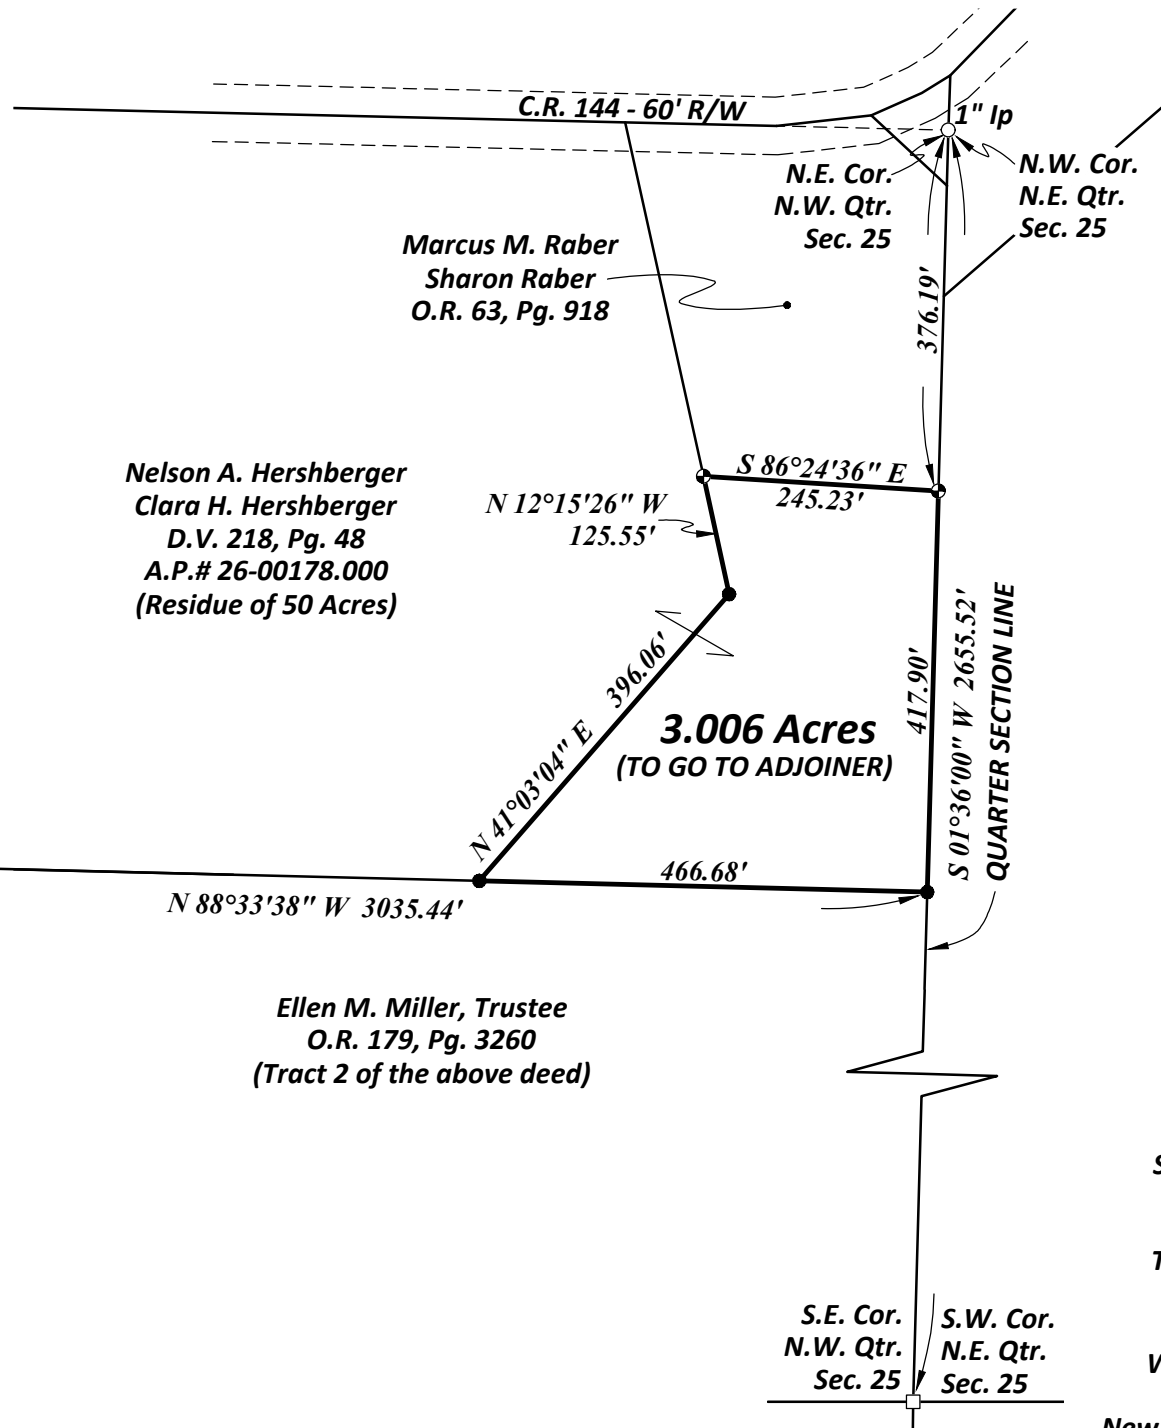 C.R. 144 - 60' R/W
1" Ip
N.E. Cor.
N.W. Qtr.
Sec. 25
N.W. Cor.
N.E. Qtr.
Sec. 25
Marcus M. Raber
Sharon Raber
O.R. 63, Pg. 918
376.19'
Nelson A. Hershberger
Clara H. Hershberger
D.V. 218, Pg. 48
A.P.# 26-00178.000
(Residue of 50 Acres)
S 86°24'36" E
245.23'
N 12°15'26" W
125.55'
N 41°03'04" E 396.06'
3.006 Acres
(TO GO TO ADJOINER)
417.90'
S 01°36'00" W 2655.52'
QUARTER SECTION LINE
466.68'
N 88°33'38" W 3035.44'
Ellen M. Miller, Trustee
O.R. 179, Pg. 3260
(Tract 2 of the above deed)
S.E. Cor.
N.W. Qtr.
Sec. 25
S.W. Cor.
N.E. Qtr.
Sec. 25
New